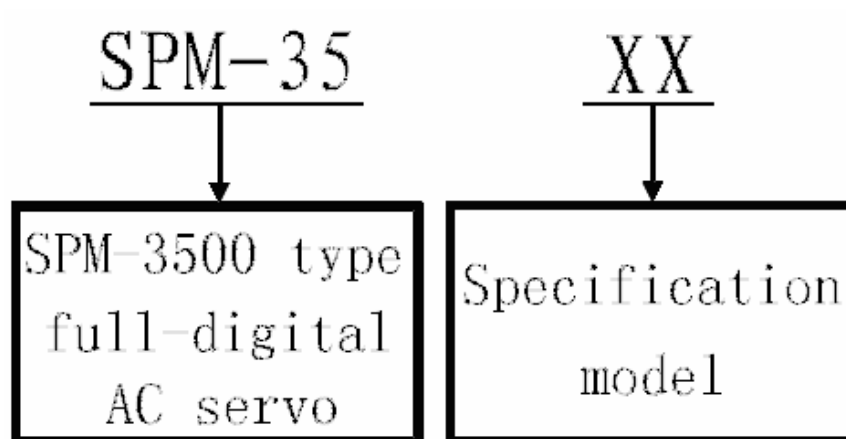 SPM-35 XX
SPM-3500 type
full-digital
AC servo
Specification
model